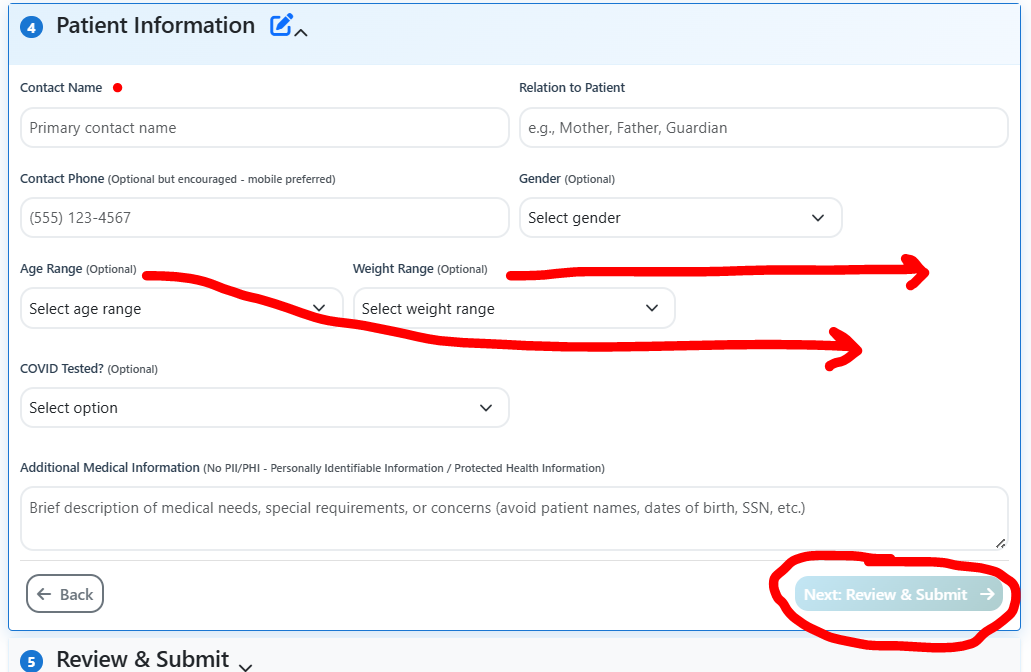 4 Patient Information
Contact Name
Relation to Patient
Primary contact name
e.g., Mother, Father, Guardian
Contact Phone (Optional but encouraged - mobile preferred)
Gender (Optional)
(555) 123-4567
Select gender
Age Range (Optional)
Weight Range (Optional)
Select age range
Select weight range
COVID Tested? (Optional)
Select option
Additional Medical Information (No PII/PHI - Personally Identifiable Information / Protected Health Information)
Brief description of medical needs, special requirements, or concerns (avoid patient names, dates of birth, SSN, etc.)
← Back
Next: Review & Submit →
5 Review & Submit